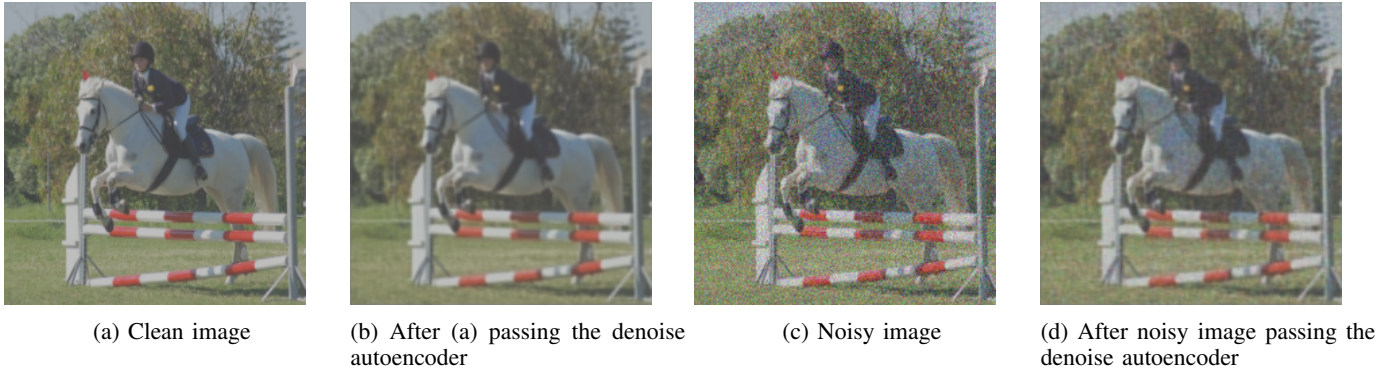 (a) Clean image
(b) After (a) passing the denoise
autoencoder
(c) Noisy image
(d) After noisy image passing the
denoise autoencoder